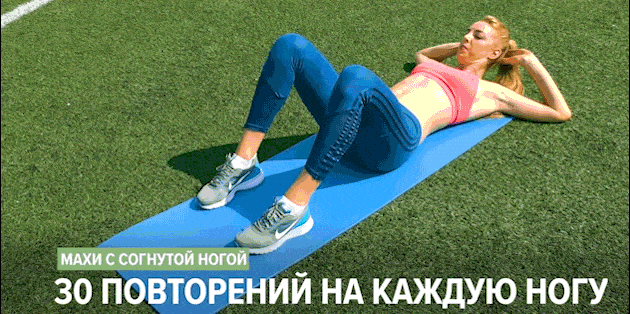 МАХИ С СОГНУТОЙ НОГОЙ
30 ПОВТОРЕНИЙ НА КАЖДУЮ НОГУ